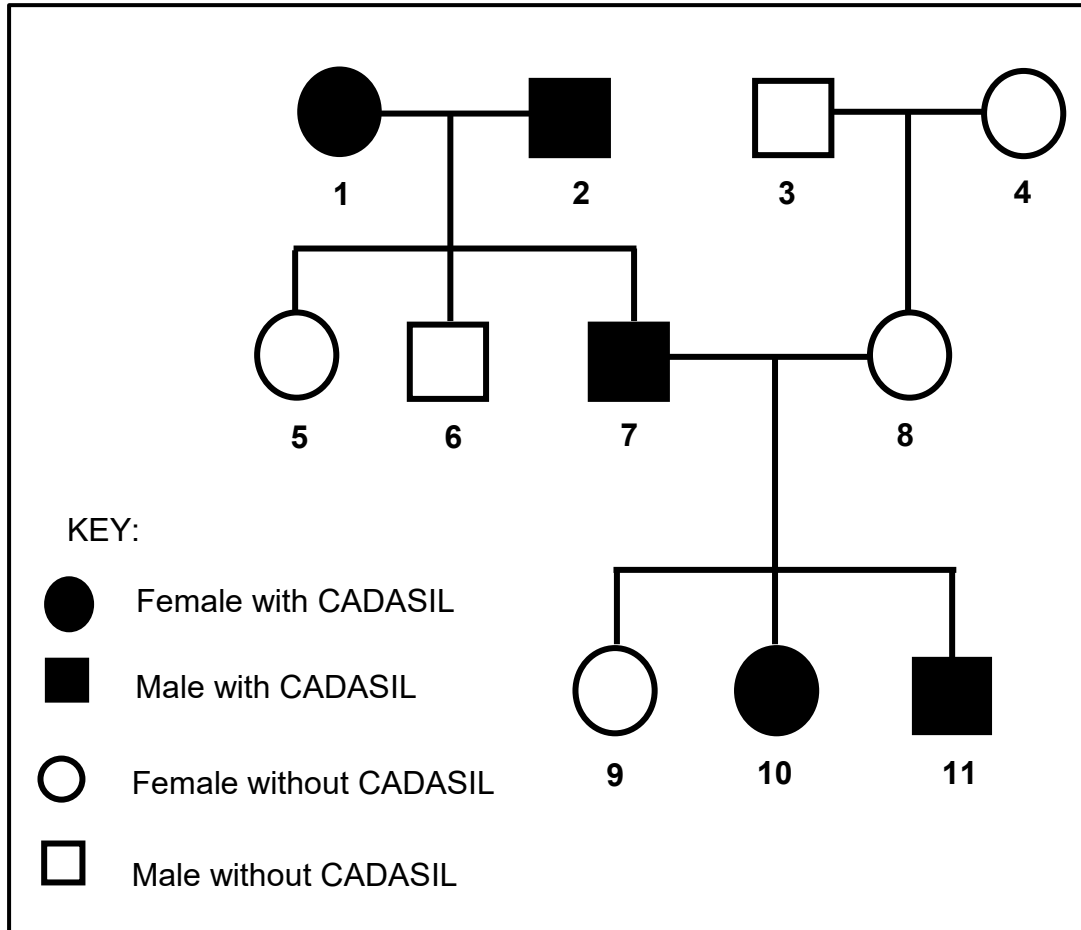 1 2 3 4
5 6 7 8
KEY:
Female with CADASIL
Male with CADASIL
9 10 11
Female without CADASIL
Male without CADASIL